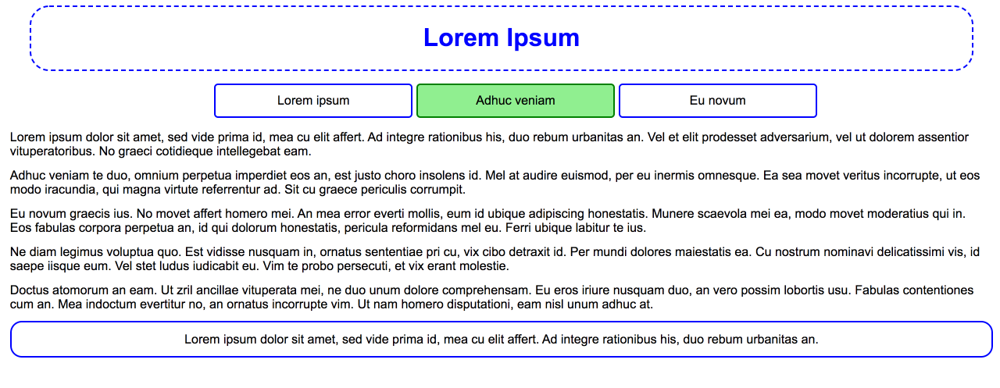 Lorem Ipsum
Lorem ipsum
Adhuc veniam
Eu novum
Lorem ipsum dolor sit amet, sed vide prima id, mea cu elit affert. Ad integre rationibus his, duo rebum urbanitas an. Vel et elit prodesset adversarium, vel ut dolorem assentior
vituperatoribus. No graeci cotidieque intellegebat eam.
Adhuc veniam te duo, omnium perpetua imperdiet eos an, est justo choro insolens id. Mel at audire euismod, per eu inermis omnesque. Ea sea movet veritus incorrupte, ut eos
modo iracundia, qui magna virtute referrentur ad. Sit cu graece periculis corrumpit.
Eu novum graecis ius. No movet affert homero mei. An mea error everti mollis, eum id ubique adipiscing honestatis. Munere scaevola mei ea, modo movet moderatius qui in.
Eos fabulas corpora perpetua an, id qui dolorum honestatis, pericula reformidans mel eu. Ferri ubique labitur te ius.
Ne diam legimus voluptua quo. Est vidisse nusquam in, ornatus sententiae pri cu, vix cibo detraxit id. Per mundi dolores maiestatis ea. Cu nostrum nominavi delicatissimi vis, id
saepe iisque eum. Vel stet ludus iudicabit eu. Vim te probo persecuti, et vix erant molestie.
Doctus atomorum an eam. Ut zril ancillae vituperata mei, ne duo unum dolore comprehensam. Eu eros iriure nusquam duo, an vero possim lobortis usu. Fabulas contentiones
cum an. Mea indoctum evertitur no, an ornatus incorrupte vim. Ut nam homero disputationi, eam nisl unum adhuc at.
Lorem ipsum dolor sit amet, sed vide prima id, mea cu elit affert. Ad integre rationibus his, duo rebum urbanitas an.